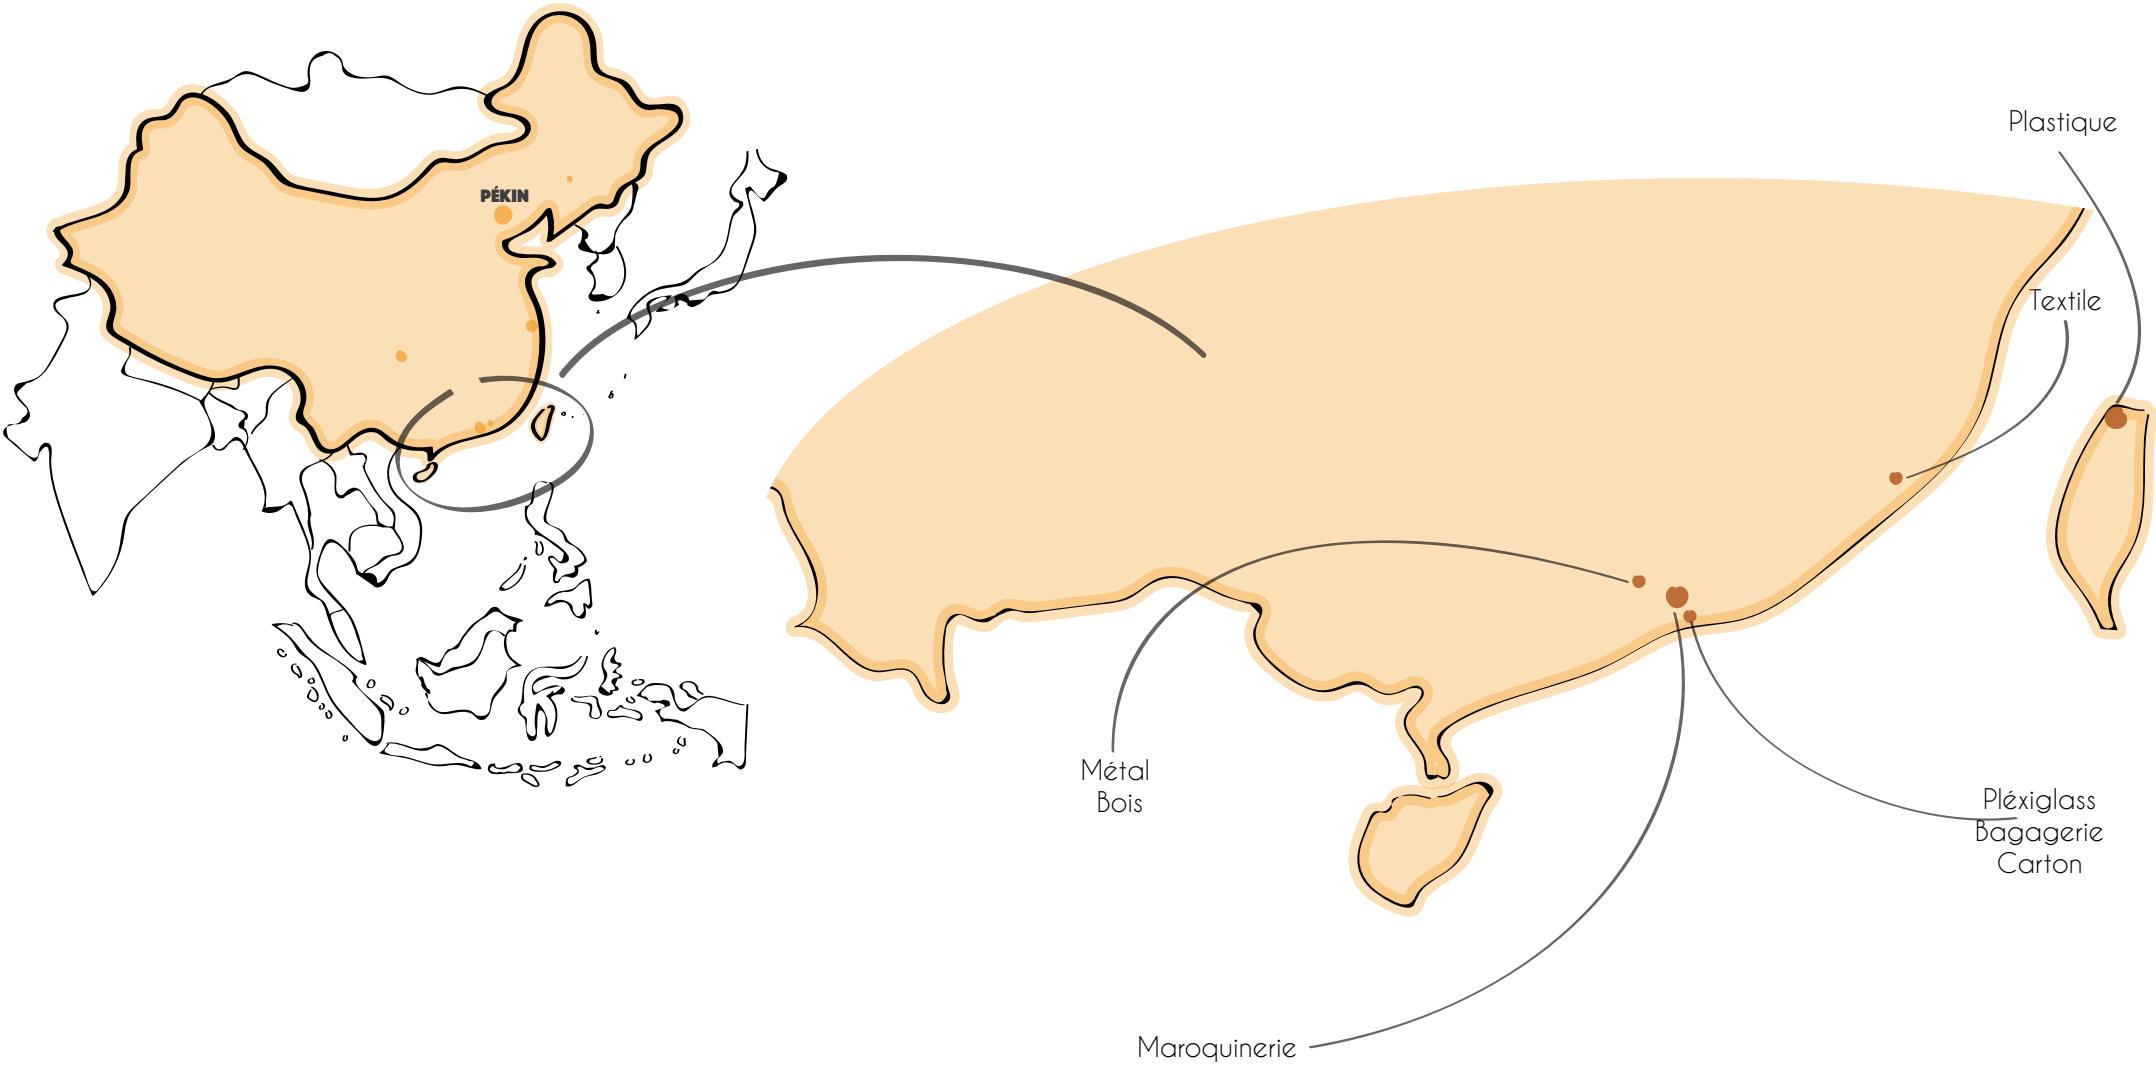 PÉKIN
Plastique
Textile
Métal
Bois
Pléxiglass
Bagagerie
Carton
Maroquinerie